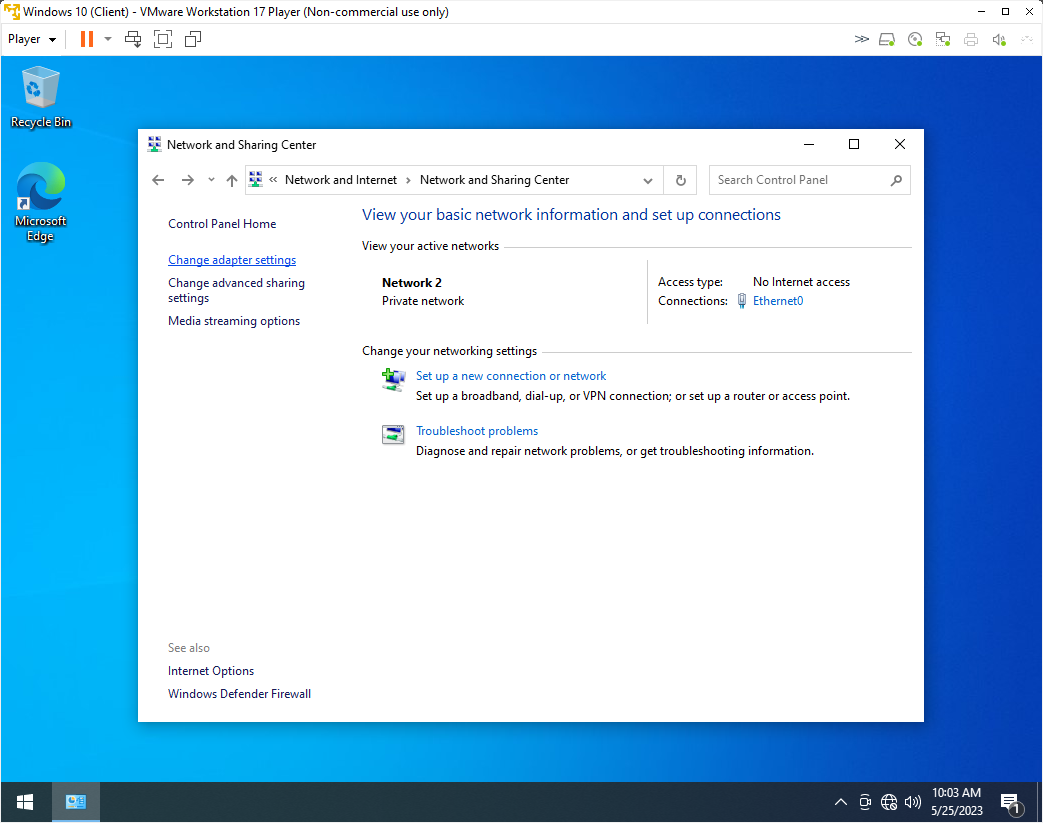 Windows 10 (Client) - VMware Workstation 17 Player (Non-commercial use only)
Player
Recycle Bin
Microsoft
Edge
Network and Sharing Center
« Network and Internet › Network and Sharing Center
Search Control Panel
Control Panel Home
Change adapter settings
Change advanced sharing
settings
Media streaming options
View your basic network information and set up connections
View your active networks
Network 2
Private network
Access type: No Internet access
Connections: Ethernet0
Change your networking settings
Set up a new connection or network
Set up a broadband, dial-up, or VPN connection; or set up a router or access point.
Troubleshoot problems
Diagnose and repair network problems, or get troubleshooting information.
See also
Internet Options
Windows Defender Firewall
10:03 AM
5/25/2023
1